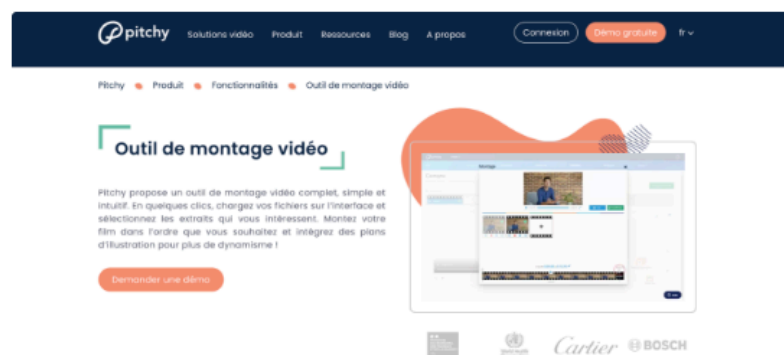 pitchy
Solutions vidéo Produit Ressources Blog A propos Connexion Démo gratuite fr
Pitchy Produit Fonctionnalités Outil de montage vidéo
Outil de montage vidéo
Pitchy propose un outil de montage vidéo complet, simple et
intuitif. En quelques clics, chargez vos fichiers sur l'interface et
sélectionnez les extraits qui vous intéressent. Montez votre
film dans l'ordre que vous souhaitez et intégrez des plans
d'illustration pour plus de dynamisme !
Demander une démo
Montage
Cartier BOSCH